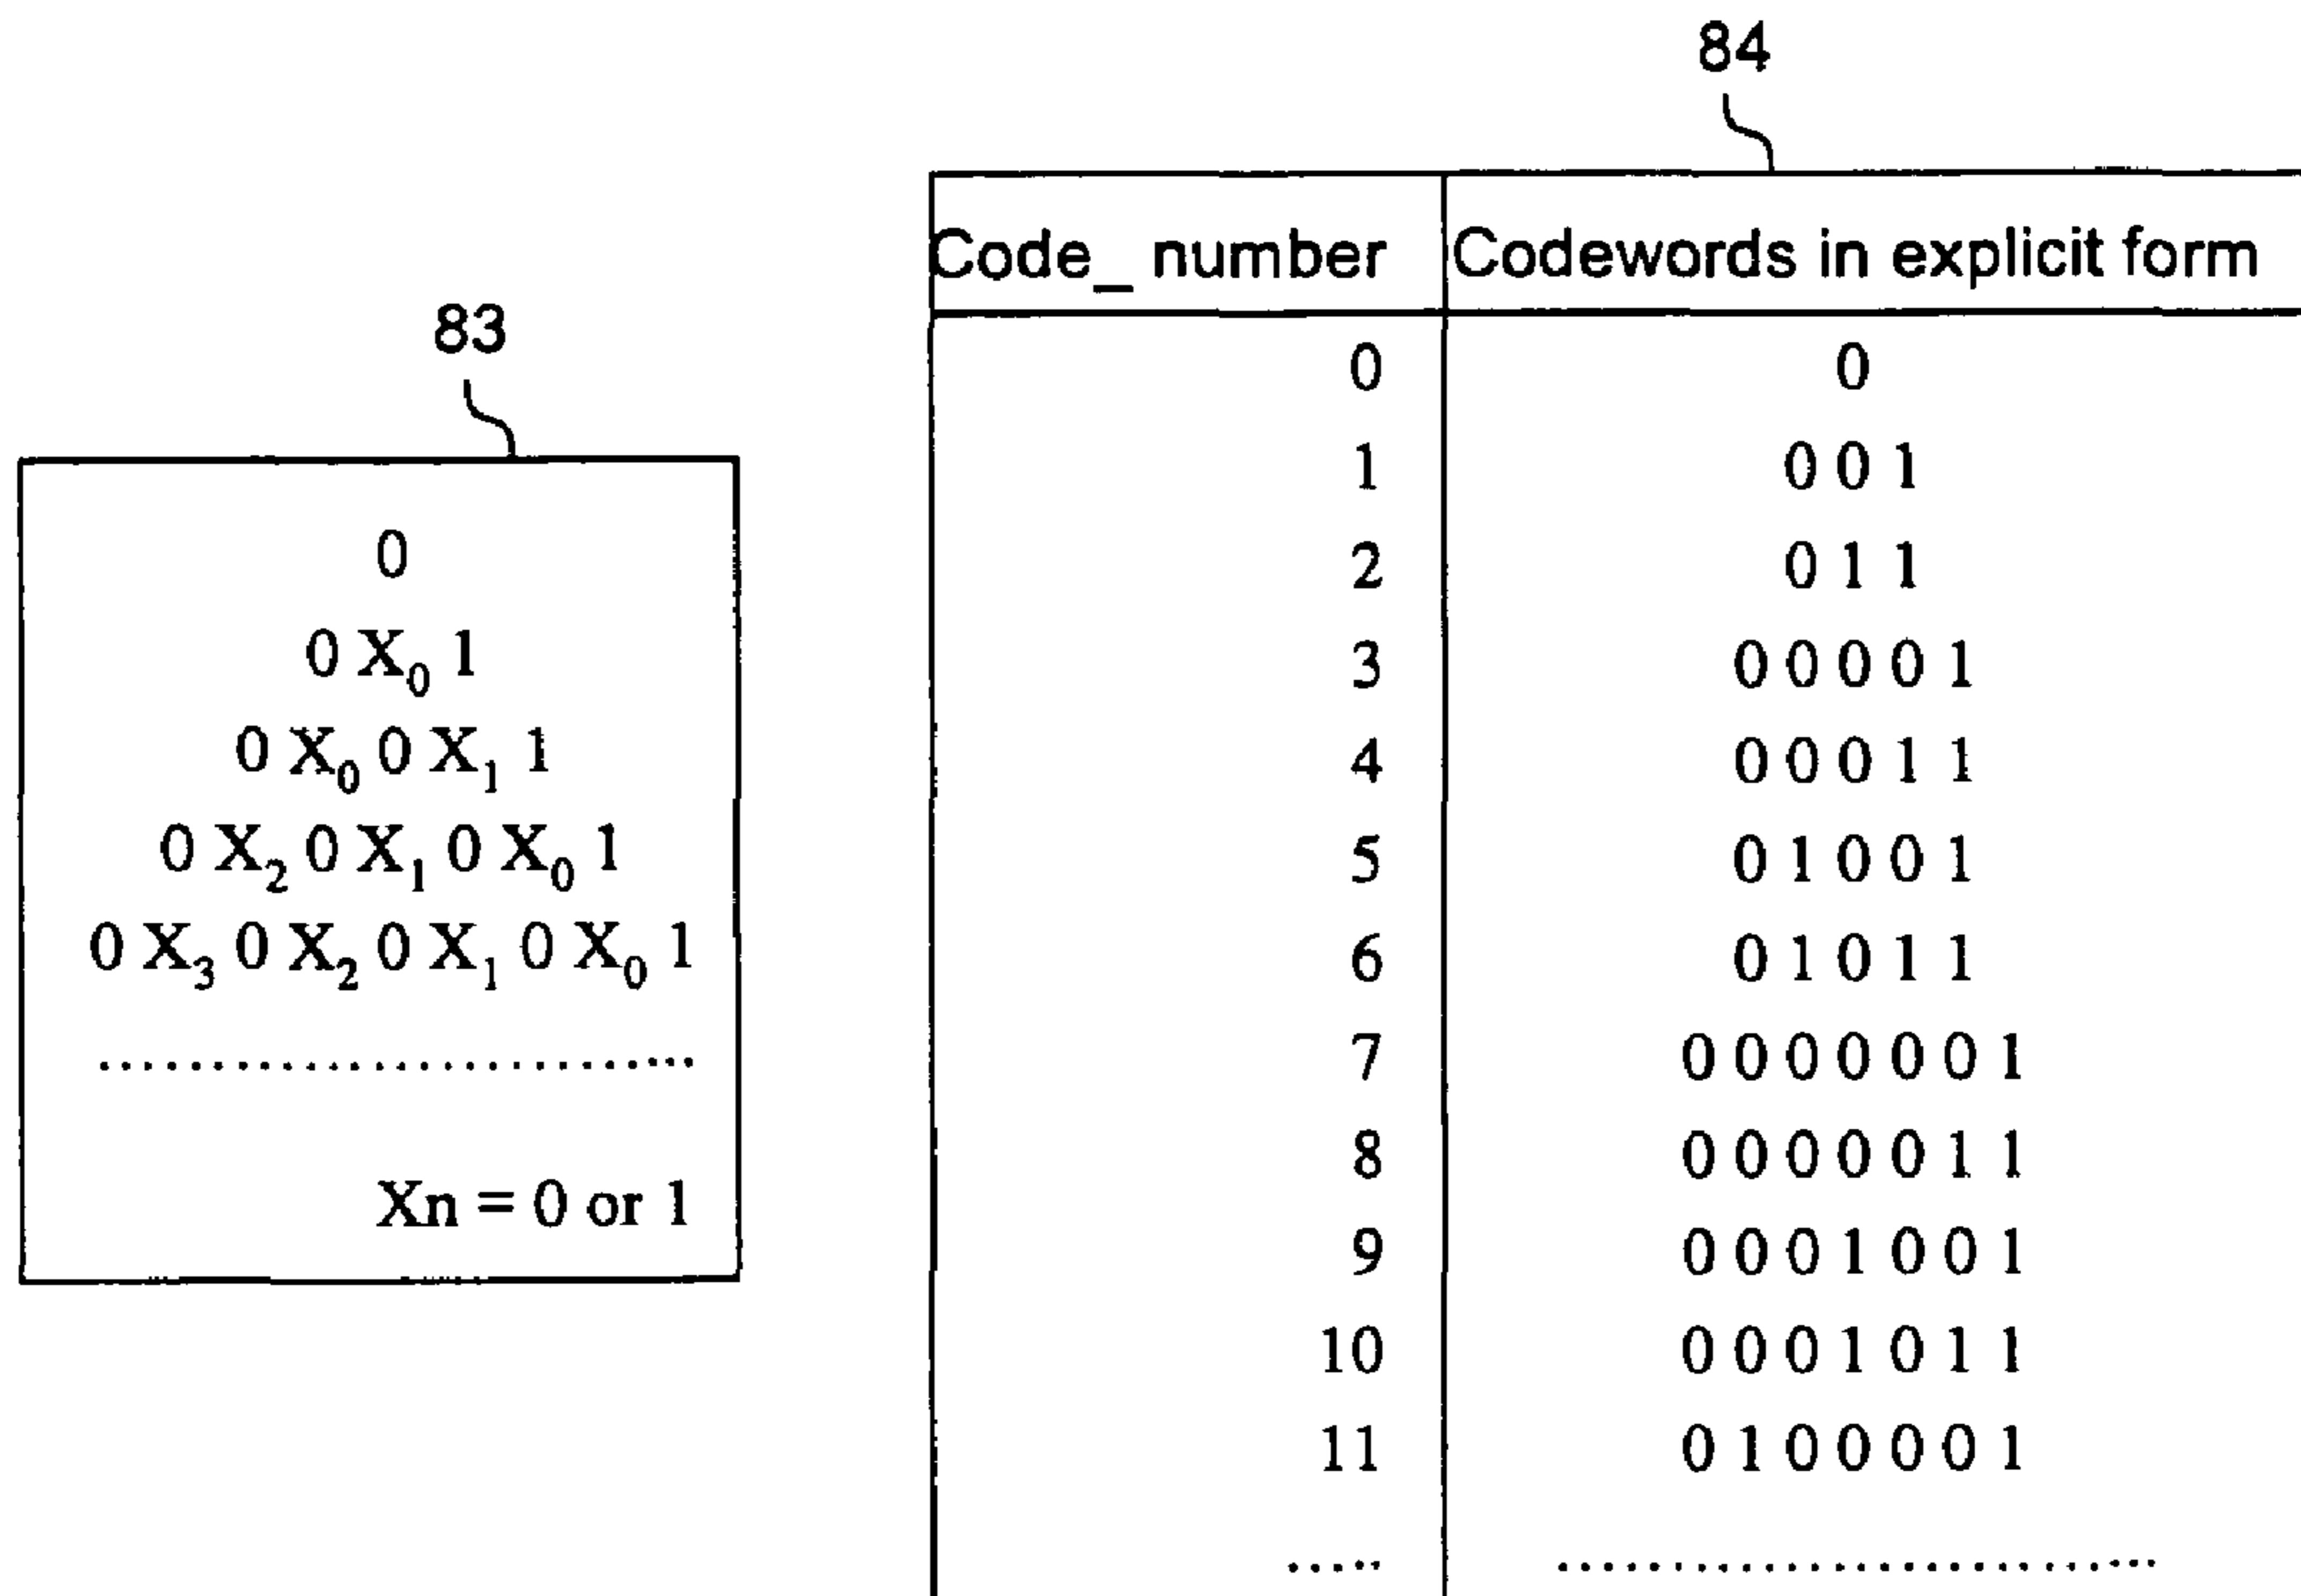 83
0
0 X₀ 1
0 X₀ 0 X₁ 1
0 X₂ 0 X₁ 0 X₀ 1
0 X₃ 0 X₂ 0 X₁ 0 X₀ 1
..........................
Xn = 0 or 1
84
Code_ number Codewords in explicit form
0 0
1 0 0 1
2 0 1 1
3 0 0 0 0 1
4 0 0 0 1 1
5 0 1 0 0 1
6 0 1 0 1 1
7 0 0 0 0 0 0 1
8 0 0 0 0 0 1 1
9 0 0 0 1 0 0 1
10 0 0 0 1 0 1 1
11 0 1 0 0 0 0 1
..... ..........................